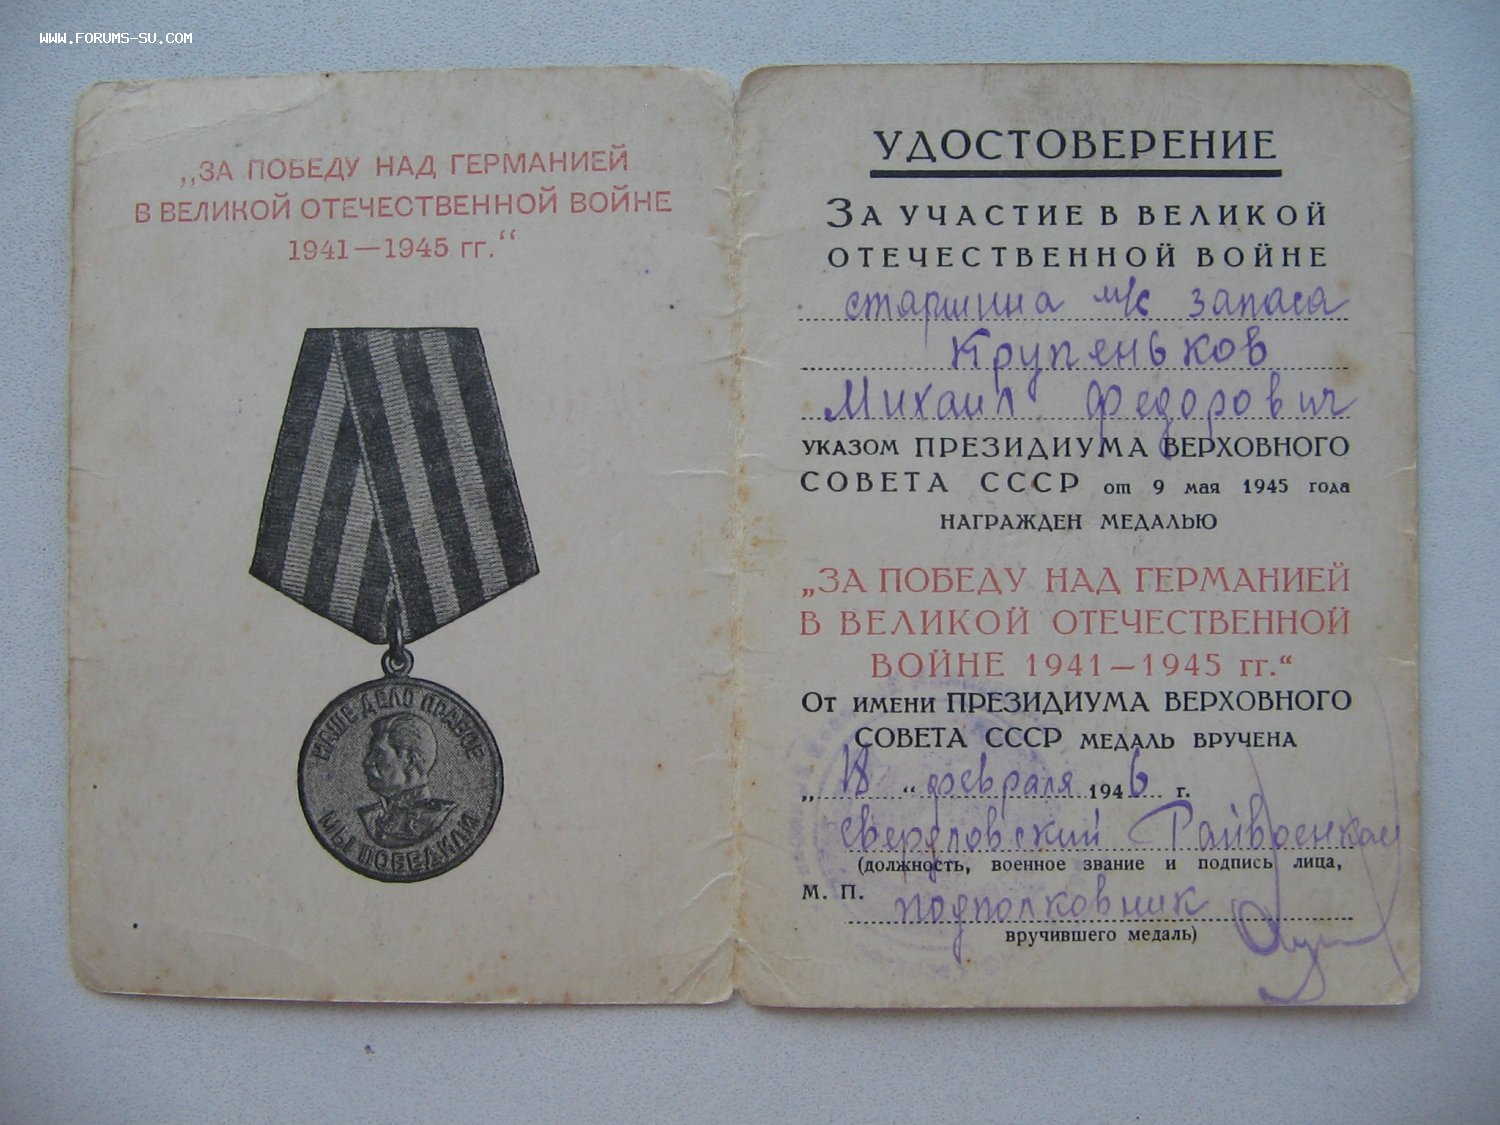 WWW.FORUMS-SU.COM
„ЗА ПОБЕДУ НАД ГЕРМАНИЕЙ
В ВЕЛИКОЙ ОТЕЧЕСТВЕННОЙ ВОЙНЕ
1941—1945 гг.“
НАШЕ ДЕЛО ПРАВОЕ
МЫ ПОБЕДИЛИ
УДОСТОВЕРЕНИЕ
ЗА УЧАСТИЕ В ВЕЛИКОЙ
ОТЕЧЕСТВЕННОЙ ВОЙНЕ
старшина м/с запаса
Крупеньков
Михаил Федорович
УКАЗОМ ПРЕЗИДИУМА ВЕРХОВНОГО
СОВЕТА СССР от 9 мая 1945 года
НАГРАЖДЕН МЕДАЛЬЮ
„ЗА ПОБЕДУ НАД ГЕРМАНИЕЙ
В ВЕЛИКОЙ ОТЕЧЕСТВЕННОЙ
ВОЙНЕ 1941—1945 гг.“
ОТ ИМЕНИ ПРЕЗИДИУМА ВЕРХОВНОГО
СОВЕТА СССР МЕДАЛЬ ВРУЧЕНА
„18“ февраля 1946 г.
Свердловский Райвоенком
(должность, военное звание и подпись лица,
М. П. подполковник
вручившего медаль)